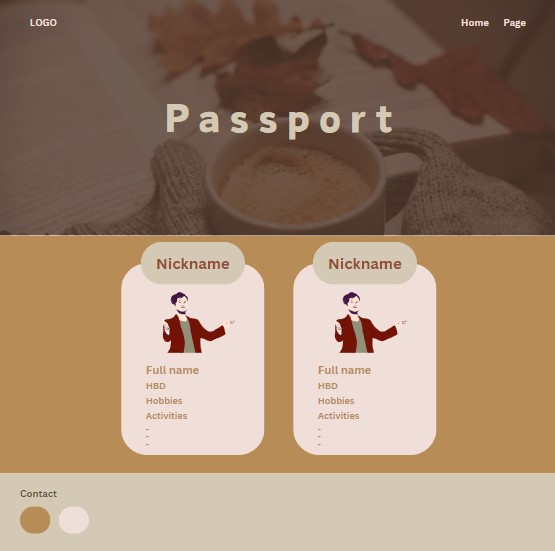 LOGO Home Page
Passport
Nickname Nickname
Full name Full name
HBD HBD
Hobbies Hobbies
Activities Activities
- -
- -
- -
Contact